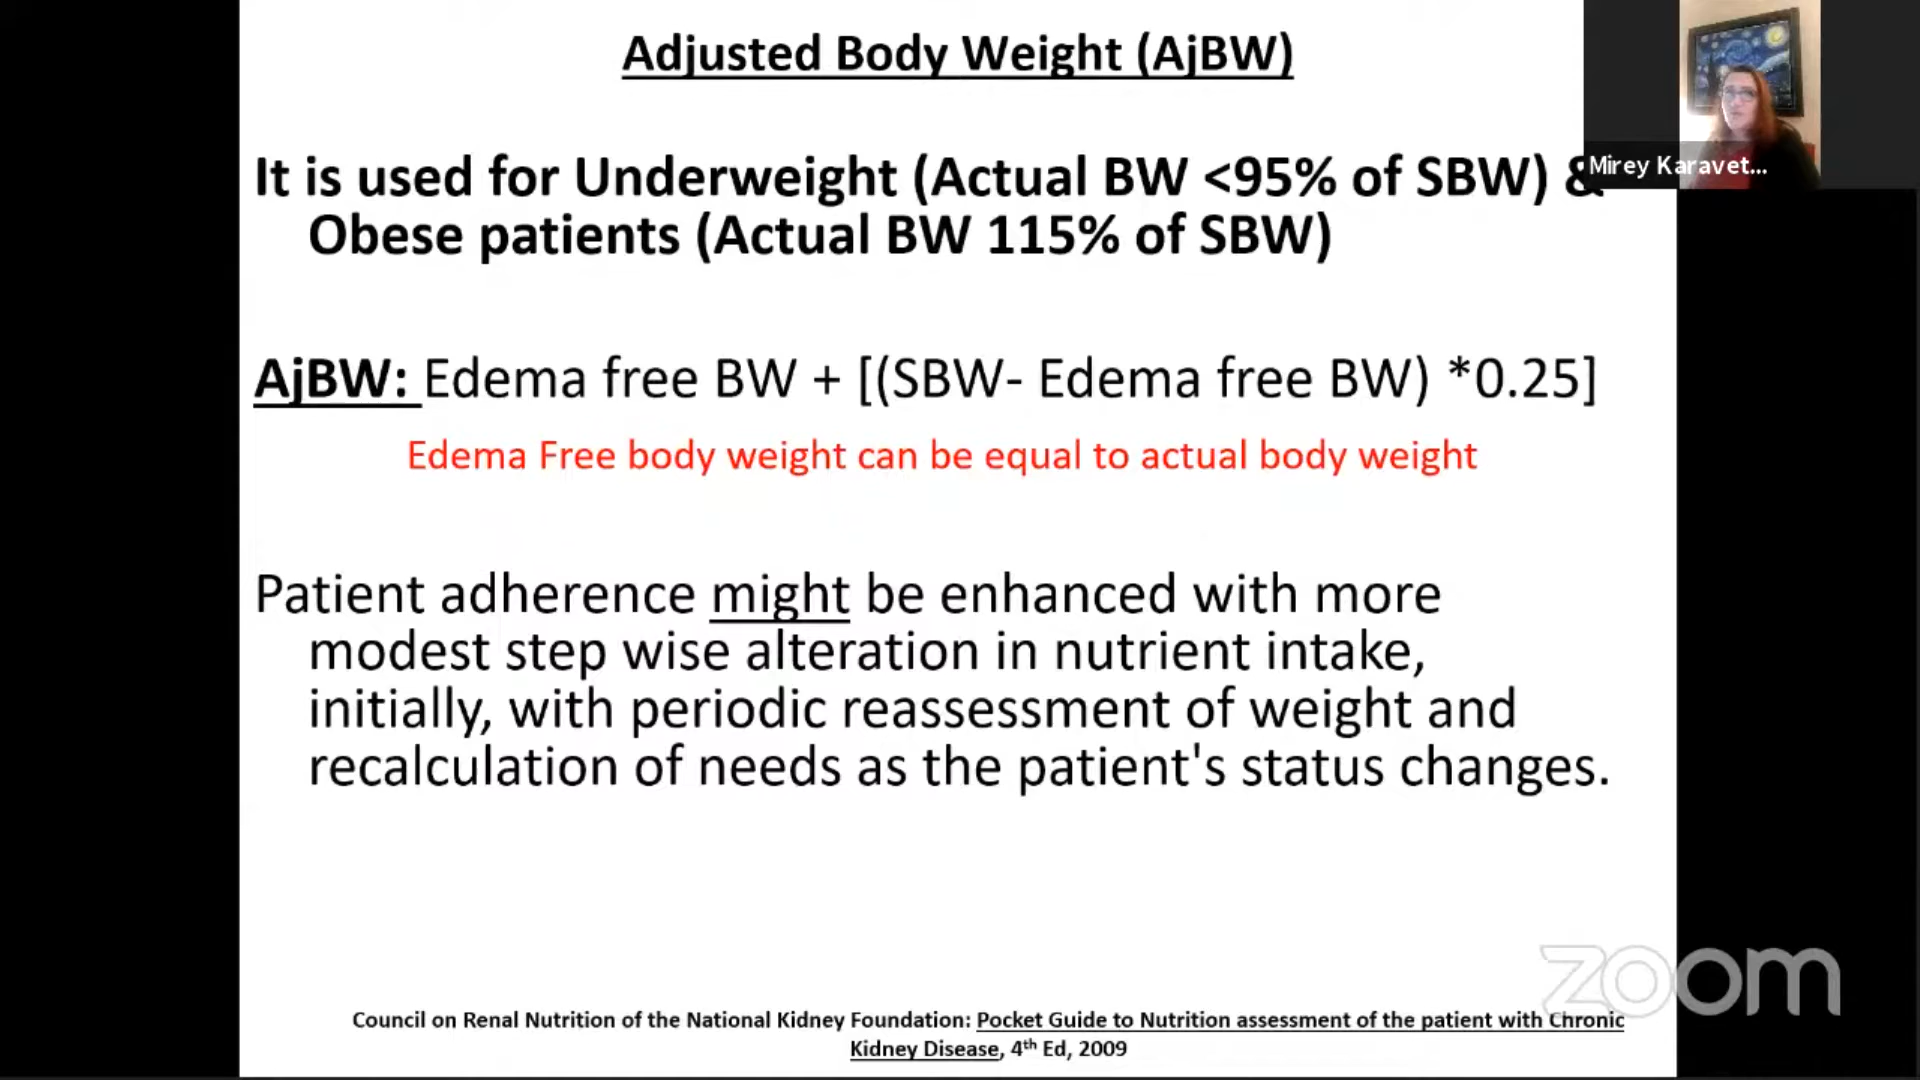 Adjusted Body Weight (AjBW)
It is used for Underweight (Actual BW <95% of SBW) &
Obese patients (Actual BW 115% of SBW)
AjBW: Edema free BW + [(SBW- Edema free BW) *0.25]
Edema Free body weight can be equal to actual body weight
Patient adherence might be enhanced with more
modest step wise alteration in nutrient intake,
initially, with periodic reassessment of weight and
recalculation of needs as the patient's status changes.
Council on Renal Nutrition of the National Kidney Foundation: Pocket Guide to Nutrition assessment of the patient with Chronic
Kidney Disease, 4th Ed, 2009
Mirey Karavet...
zoom